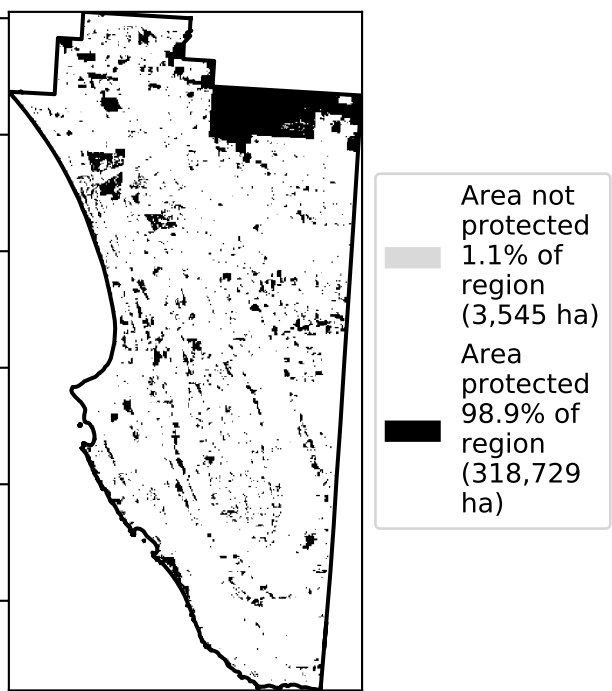 Area not
protected
1.1% of
region
(3,545 ha)
Area
protected
98.9% of
region
(318,729
ha)